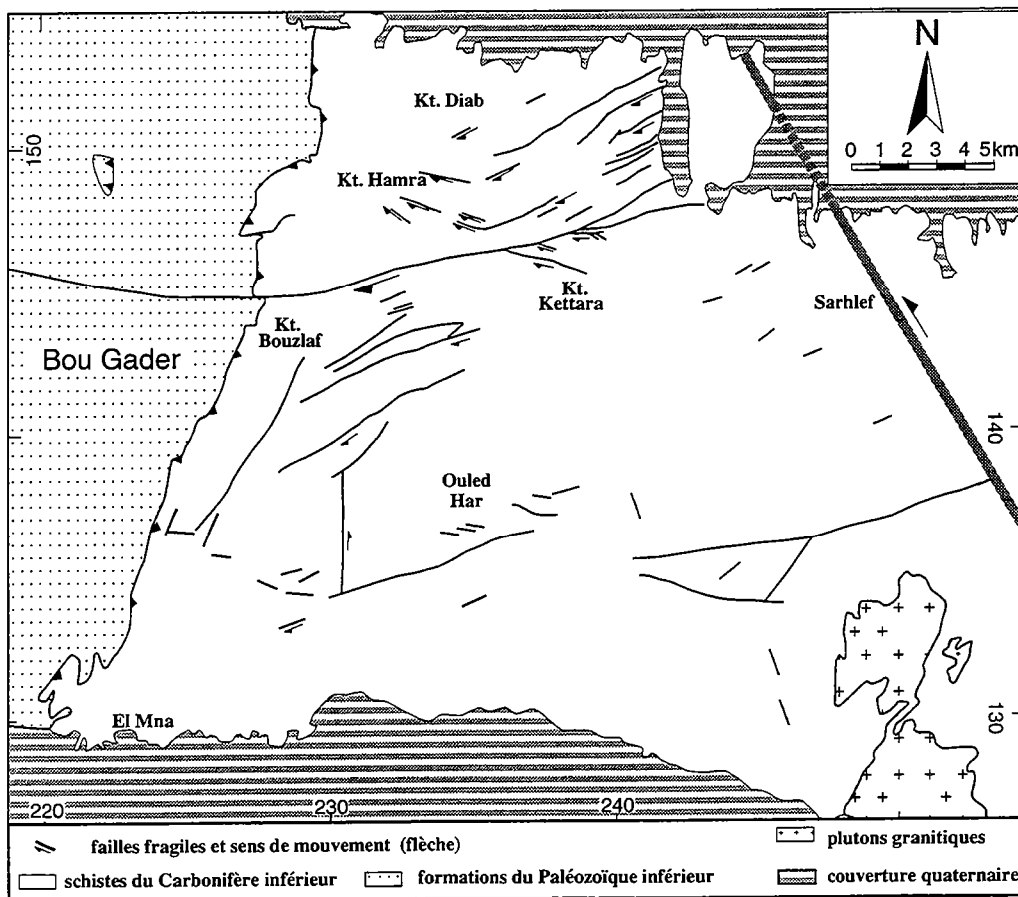 N
0 1 2 3 4 5km
150
Kt. Diab
Kt. Hamra
Kt.
Kettara
Sarhlef
Kt.
Bouzlaf
Bou Gader
140
Ouled
Har
130
El Mna
220
230
240
failles fragiles et sens de mouvement (flèche)
plutons granitiques
schistes du Carbonifère inférieur
formations du Paléozoïque inférieur
couverture quaternaire